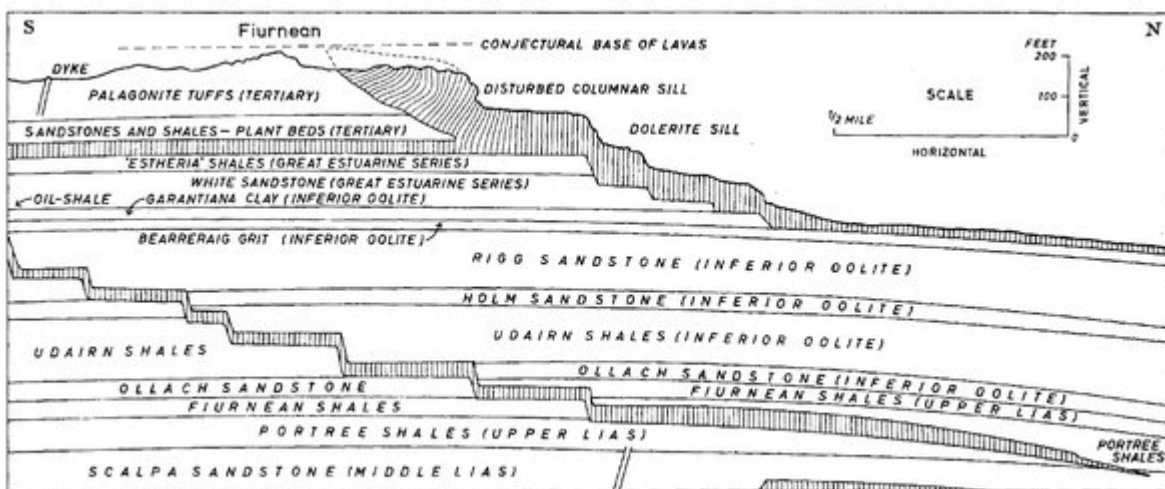 S
N
Fiurnean
CONJECTURAL BASE OF LAVAS
FEET
200
100
0
VERTICAL
SCALE
1/2 MILE
HORIZONTAL
DYKE
PALAGONITE TUFFS (TERTIARY)
DISTURBED COLUMNAR SILL
DOLERITE SILL
SANDSTONES AND SHALES – PLANT BEDS (TERTIARY)
"ESTHERIA" SHALES (GREAT ESTUARINE SERIES)
WHITE SANDSTONE (GREAT ESTUARINE SERIES)
OIL-SHALE
GARANTIANA CLAY (INFERIOR OOLITE)
BEARRERAIG GRIT (INFERIOR OOLITE)
RIGG SANDSTONE (INFERIOR OOLITE)
HOLM SANDSTONE (INFERIOR OOLITE)
UDAIRN SHALES (INFERIOR OOLITE)
UDAIRN SHALES
OLLACH SANDSTONE (INFERIOR OOLITE)
OLLACH SANDSTONE
FIURNEAN SHALES (UPPER LIAS)
FIURNEAN SHALES
PORTREE SHALES (UPPER LIAS)
PORTREE
SHALES
SCALPA SANDSTONE (MIDDLE LIAS)